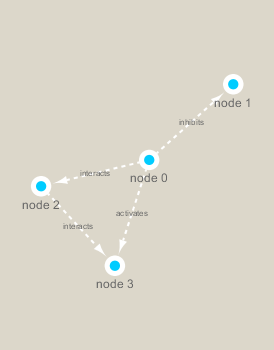 node 1
inhibits
interacts
node 0
node 2
activates
interacts
node 3